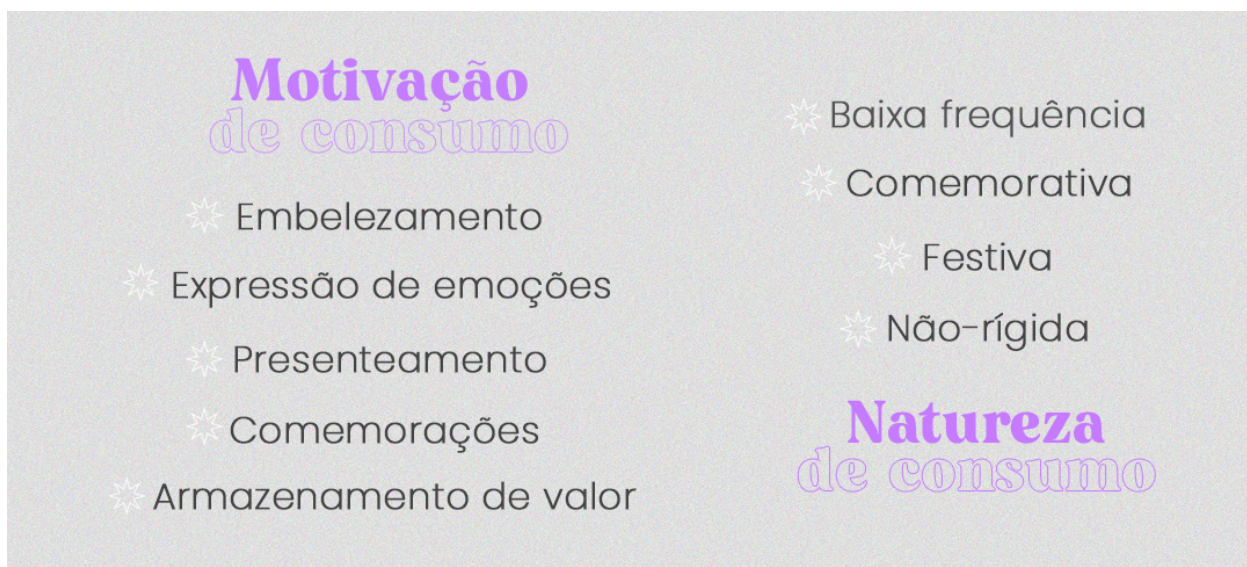 Motivação
de consumo
Embelezamento
Expressão de emoções
Presenteamento
Comemorações
Armazenamento de valor
Baixa frequência
Comemorativa
Festiva
Não-rígida
Natureza
de consumo